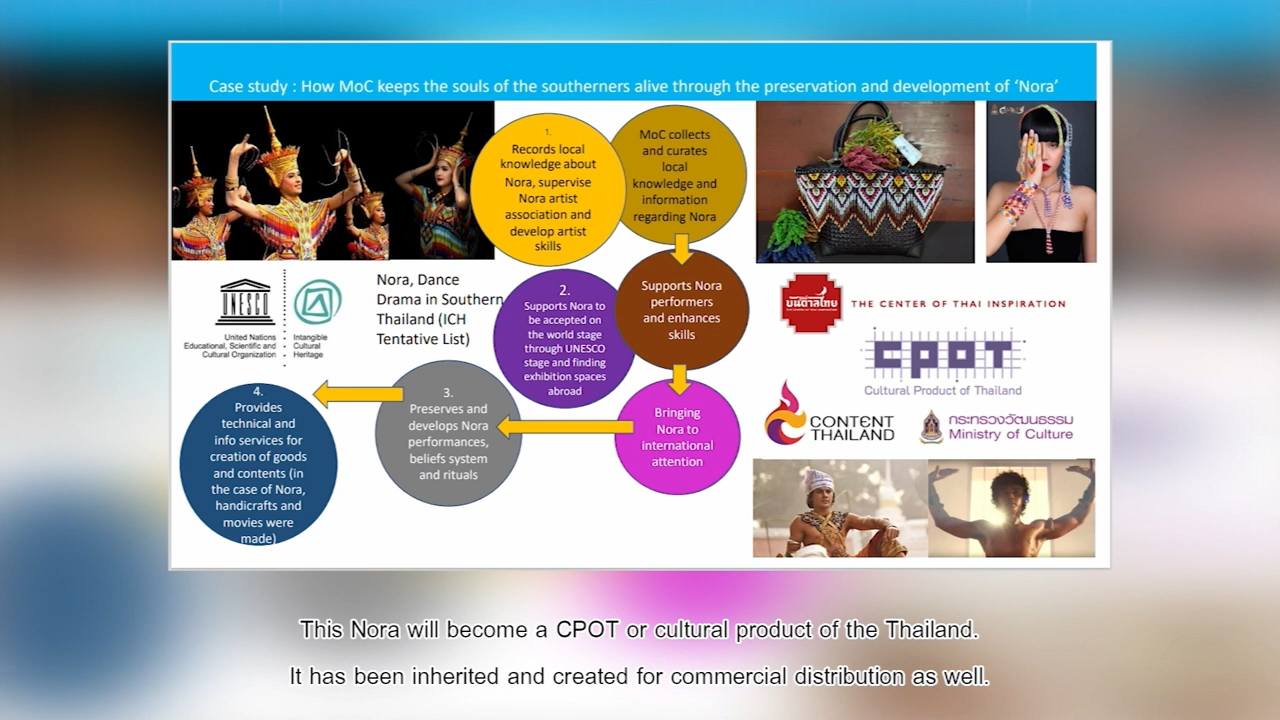 Case study : How MoC keeps the souls of the southerners alive through the preservation and development of ‘Nora’
1.
Records local
knowledge about
Nora, supervise
Nora artist
association and
develop artist
skills
MoC collects
and curates
local
knowledge and
information
regarding Nora
UNESCO
United Nations
Educational, Scientific and
Cultural Organization
Intangible
Cultural
Heritage
Nora, Dance
Drama in Southern
Thailand (ICH
Tentative List)
2.
Supports Nora to
be accepted on
the world stage
through UNESCO
stage and finding
exhibition spaces
abroad
Supports Nora
performers
and enhances
skills
4.
Provides
technical and
info services for
creation of goods
and contents (in
the case of Nora,
handicrafts and
movies were
made)
3.
Preserves and
develops Nora
performances,
beliefs system
and rituals
Bringing
Nora to
international
attention
บันดาลไทย
THE CENTER OF THAI INSPIRATION
CPOT
Cultural Product of Thailand
CONTENT
THAILAND
กระทรวงวัฒนธรรม
Ministry of Culture
This Nora will become a CPOT or cultural product of the Thailand.
It has been inherited and created for commercial distribution as well.